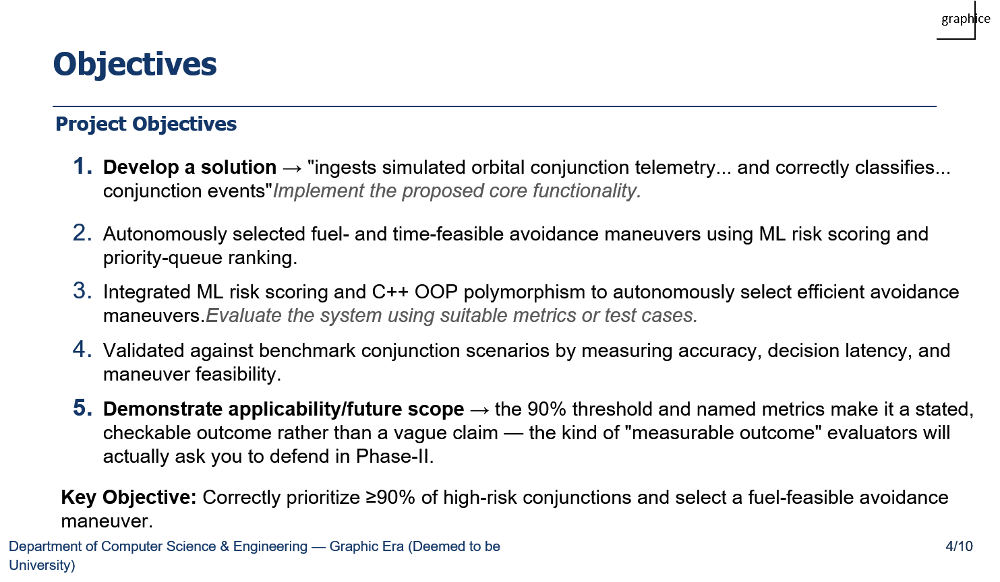 graphice
Objectives
Project Objectives
1. Develop a solution → "ingests simulated orbital conjunction telemetry... and correctly classifies...
conjunction events"Implement the proposed core functionality.
2. Autonomously selected fuel- and time-feasible avoidance maneuvers using ML risk scoring and
priority-queue ranking.
3. Integrated ML risk scoring and C++ OOP polymorphism to autonomously select efficient avoidance
maneuvers.Evaluate the system using suitable metrics or test cases.
4. Validated against benchmark conjunction scenarios by measuring accuracy, decision latency, and
maneuver feasibility.
5. Demonstrate applicability/future scope → the 90% threshold and named metrics make it a stated,
checkable outcome rather than a vague claim — the kind of "measurable outcome" evaluators will
actually ask you to defend in Phase-II.
Key Objective: Correctly prioritize ≥90% of high-risk conjunctions and select a fuel-feasible avoidance
maneuver.
Department of Computer Science & Engineering — Graphic Era (Deemed to be
University)
4/10